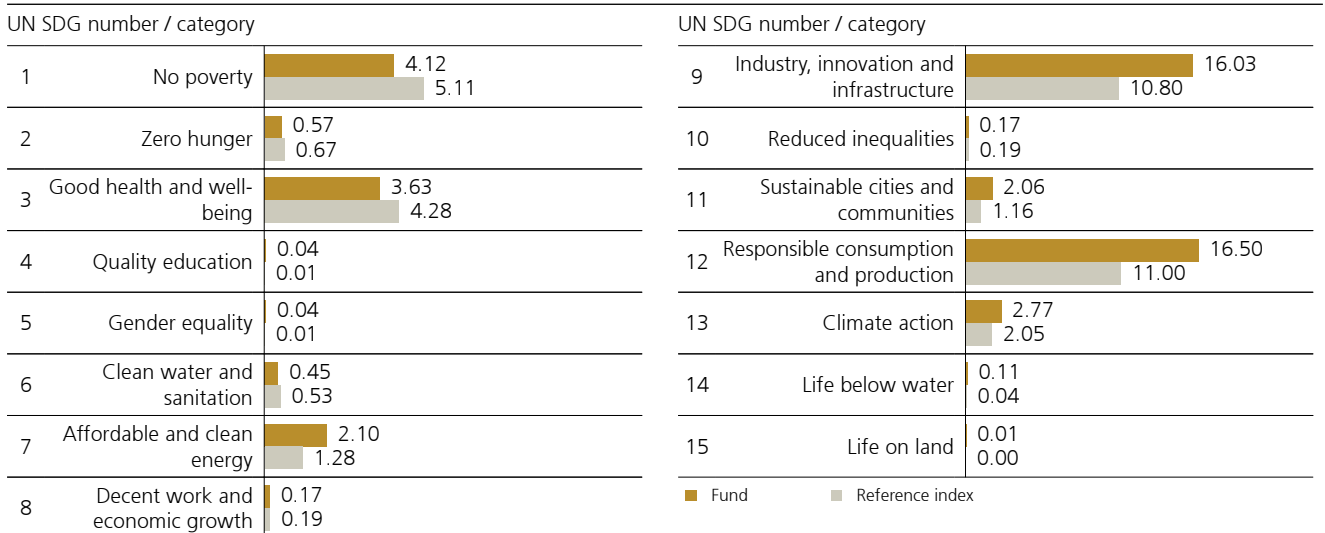 UN SDG number / category
1
No poverty
4.12
5.11
2
Zero hunger
0.57
0.67
3
Good health and well-
being
3.63
4.28
4
Quality education
0.04
0.01
5
Gender equality
0.04
0.01
6
Clean water and
sanitation
0.45
0.53
7
Affordable and clean
energy
2.10
1.28
8
Decent work and
economic growth
0.17
0.19
UN SDG number / category
9
Industry, innovation and
infrastructure
16.03
10.80
10
Reduced inequalities
0.17
0.19
11
Sustainable cities and
communities
2.06
1.16
12
Responsible consumption
and production
16.50
11.00
13
Climate action
2.77
2.05
14
Life below water
0.11
0.04
15
Life on land
0.01
0.00
Fund
Reference index